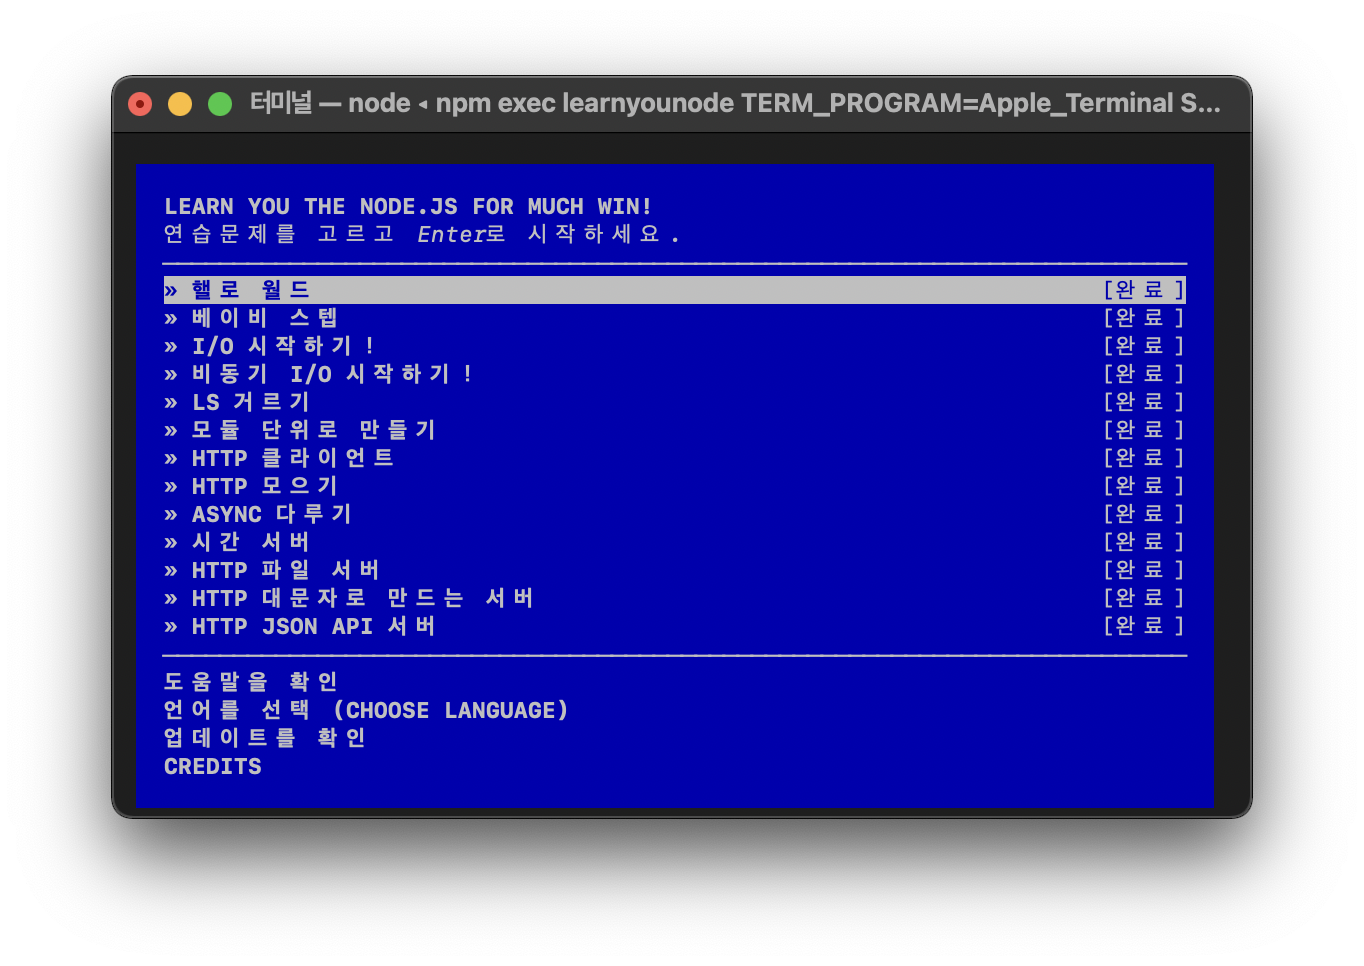 터미널 — node ◂ npm exec learnyounode TERM_PROGRAM=Apple_Terminal S...
LEARN YOU THE NODE.JS FOR MUCH WIN!
연습문제를 고르고 Enter로 시작하세요.
» 핼로 월드 [완료]
» 베이비 스텝 [완료]
» I/O 시작하기! [완료]
» 비동기 I/O 시작하기! [완료]
» LS 거르기 [완료]
» 모듈 단위로 만들기 [완료]
» HTTP 클라이언트 [완료]
» HTTP 모으기 [완료]
» ASYNC 다루기 [완료]
» 시간 서버 [완료]
» HTTP 파일 서버 [완료]
» HTTP 대문자로 만드는 서버 [완료]
» HTTP JSON API 서버 [완료]
도움말을 확인
언어를 선택 (CHOOSE LANGUAGE)
업데이트를 확인
CREDITS